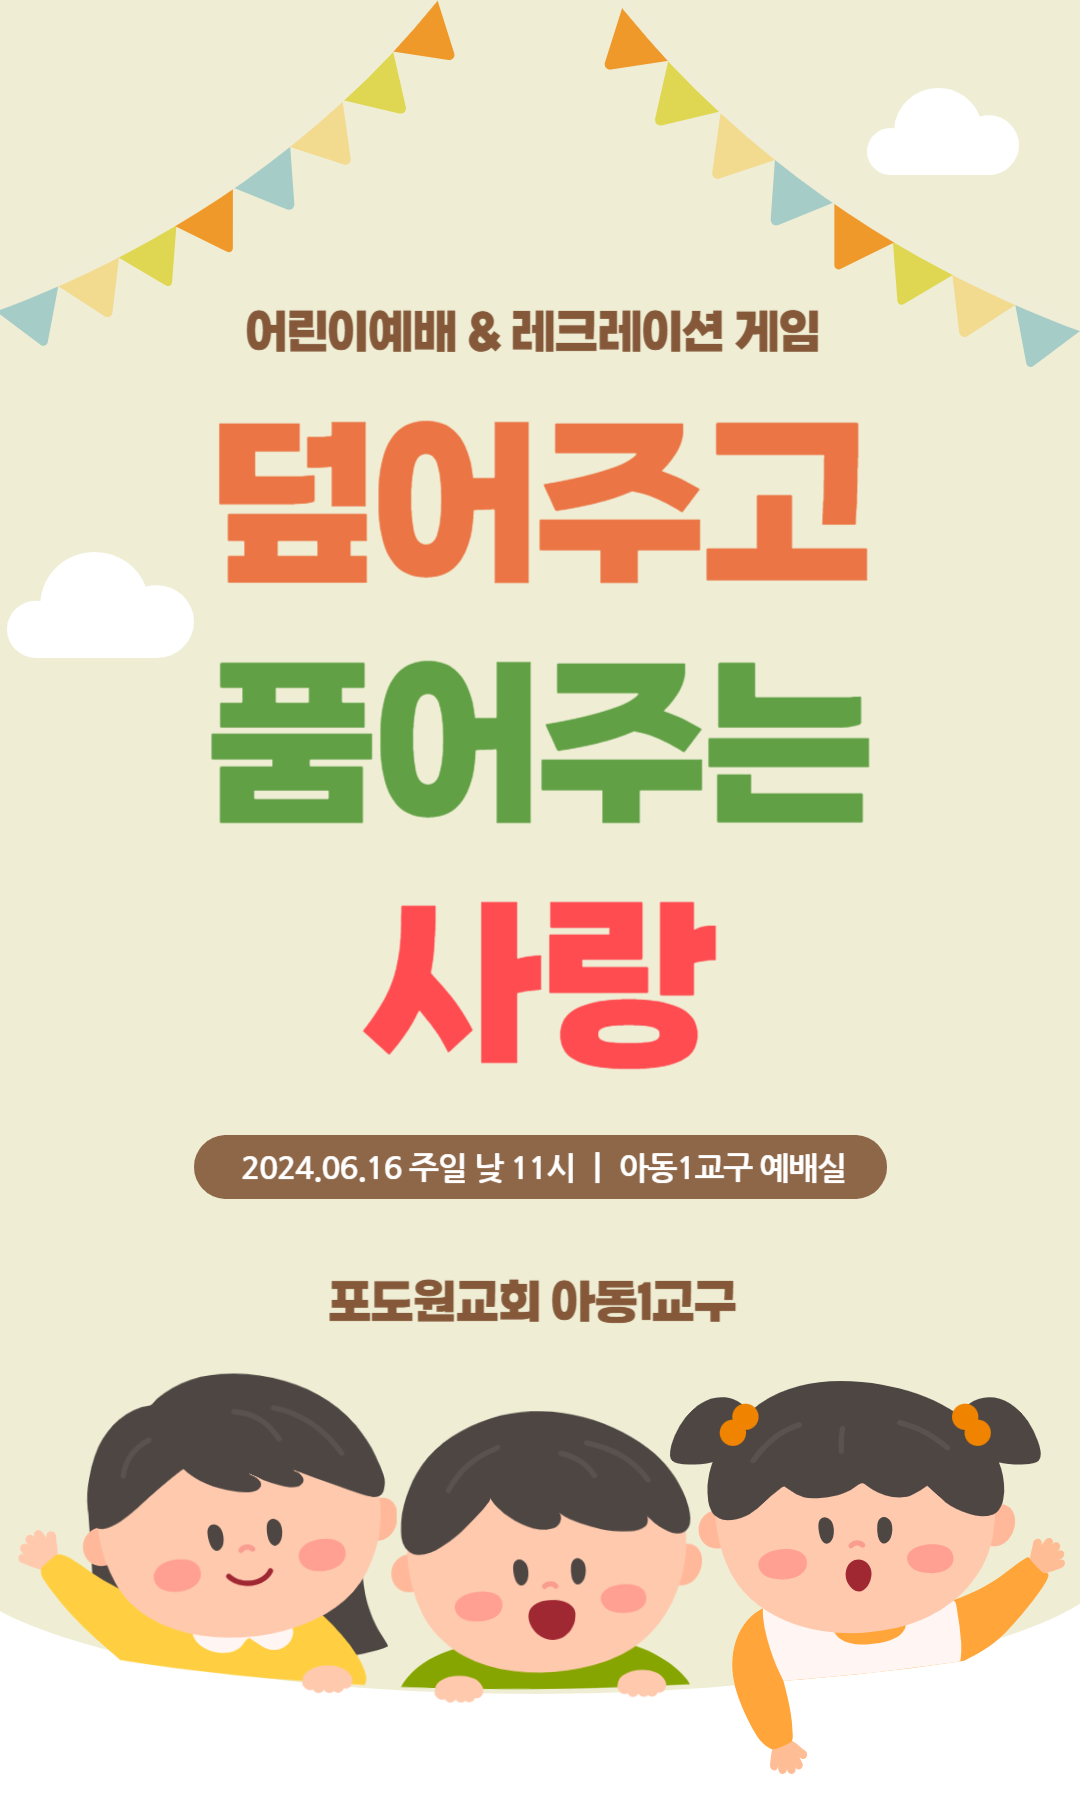 어린이예배 & 레크레이션 게임
덮어주고
품어주는
사랑
2024.06.16 주일 낮 11시 | 아동1교구 예배실
포도원교회 아동1교구